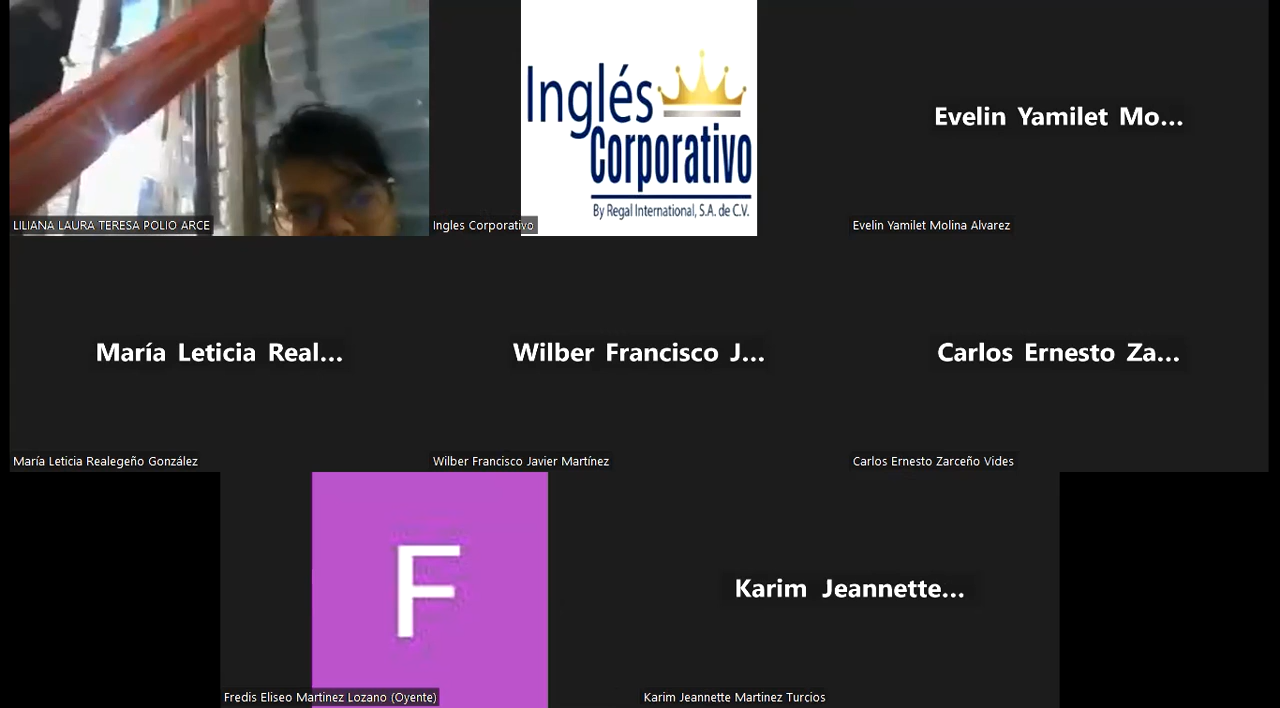 Inglés
Corporativo
By Regal International, S.A. de C.V.
Evelin Yamilet Mo...
LILIANA LAURA TERESA POLIO ARCE
Ingles Corporativo
Evelin Yamilet Molina Alvarez
María Leticia Real...
Wilber Francisco J...
Carlos Ernesto Za...
María Leticia Realegeño González
Wilber Francisco Javier Martínez
Carlos Ernesto Zarceño Vides
F
Karim Jeannette...
Fredis Eliseo Martinez Lozano (Oyente)
Karim Jeannette Martinez Turcios